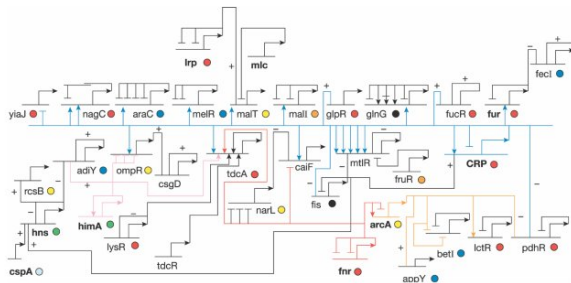 lrp mlc
fecI
yiaJ nagC araC melR malT malI glpR glnG fucR fur
adiY ompR csgD tdcA caiF mtlR CRP
rcsB fruR
hns himA lysR narL fis arcA
betI lctR pdhR
cspA tdcR fnr appY